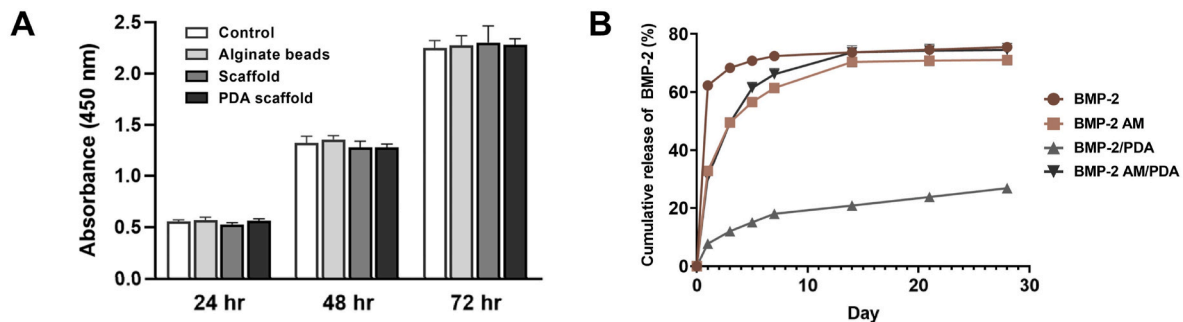 A
Absorbance (450 nm)
2.5
2.0
1.5
1.0
0.5
0.0
Control
Alginate beads
Scaffold
PDA scaffold
24 hr
48 hr
72 hr
B
Cumulative release of BMP-2 (%)
80
60
40
20
0
0
10
20
30
Day
BMP-2
BMP-2 AM
BMP-2/PDA
BMP-2 AM/PDA